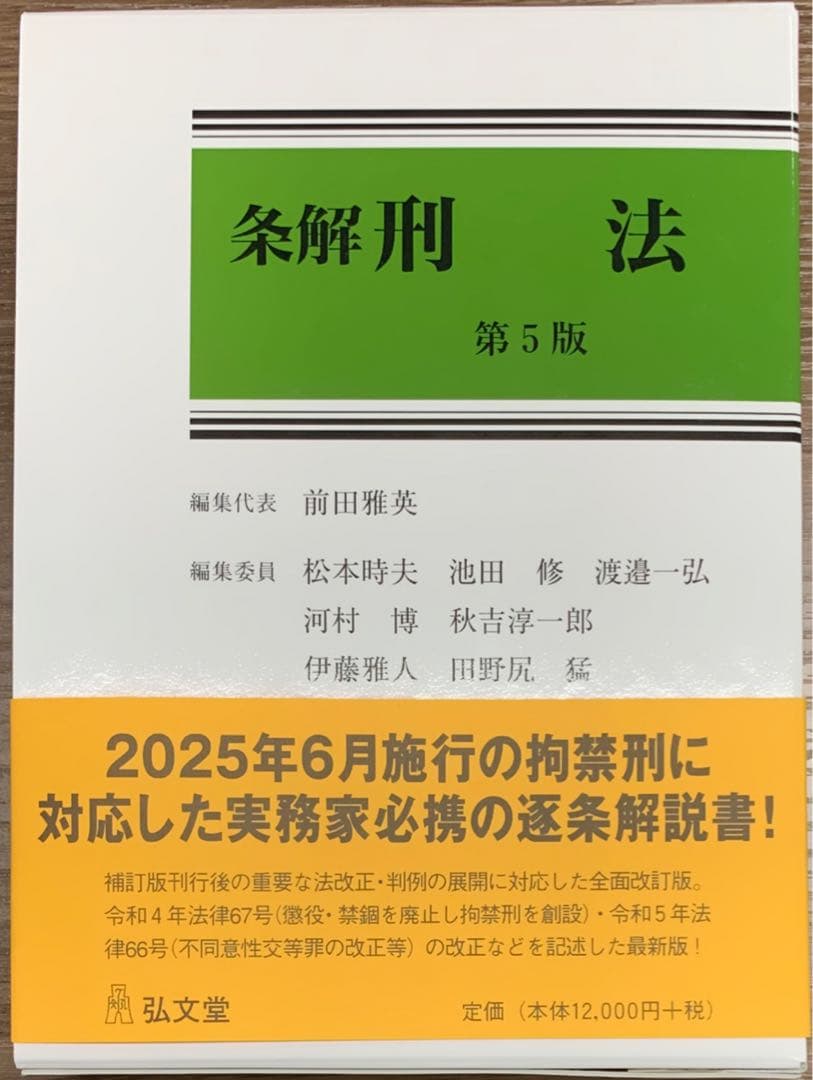 条解刑　法
第5版
編集代表　前田雅英
編集委員　松本時夫　池田　修　渡邉一弘
河村　博　秋吉淳一郎
伊藤雅人　田野尻　猛
2025年6月施行の拘禁刑に
対応した実務家必携の逐条解説書！
補訂版刊行後の重要な法改正・判例の展開に対応した全面改訂版。
令和4年法律67号（懲役・禁錮を廃止し拘禁刑を創設）・令和5年法
律66号（不同意性交等罪の改正等）の改正などを記述した最新版！
弘文堂　定価（本体12,000円＋税）